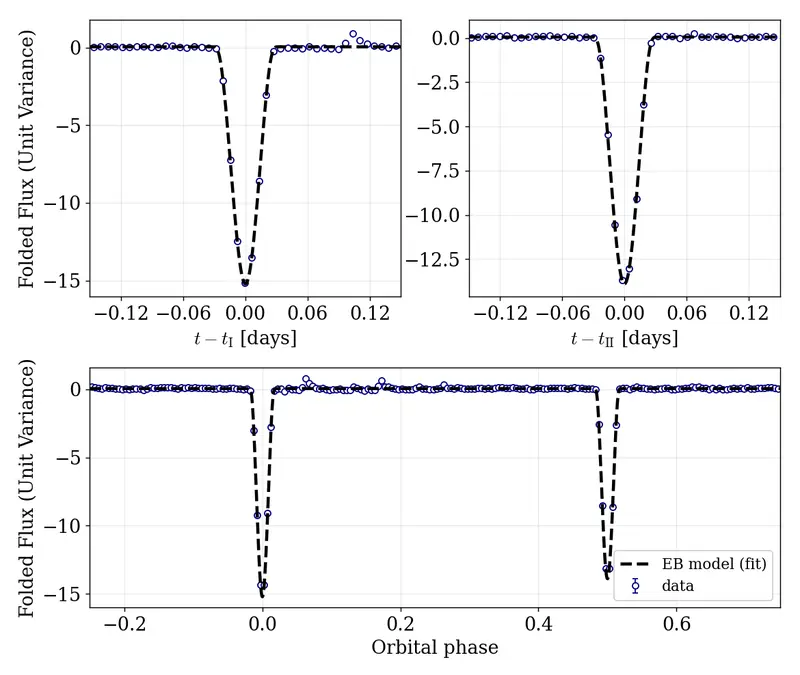 Folded Flux (Unit Variance)
0
−5
−10
−15
−0.12 −0.06 0.00 0.06 0.12
t − tI [days]
0.0
−2.5
−5.0
−7.5
−10.0
−12.5
−0.12 −0.06 0.00 0.06 0.12
t − tII [days]
Folded Flux (Unit Variance)
0
−5
−10
−15
−0.2 0.0 0.2 0.4 0.6
Orbital phase
EB model (fit)
data